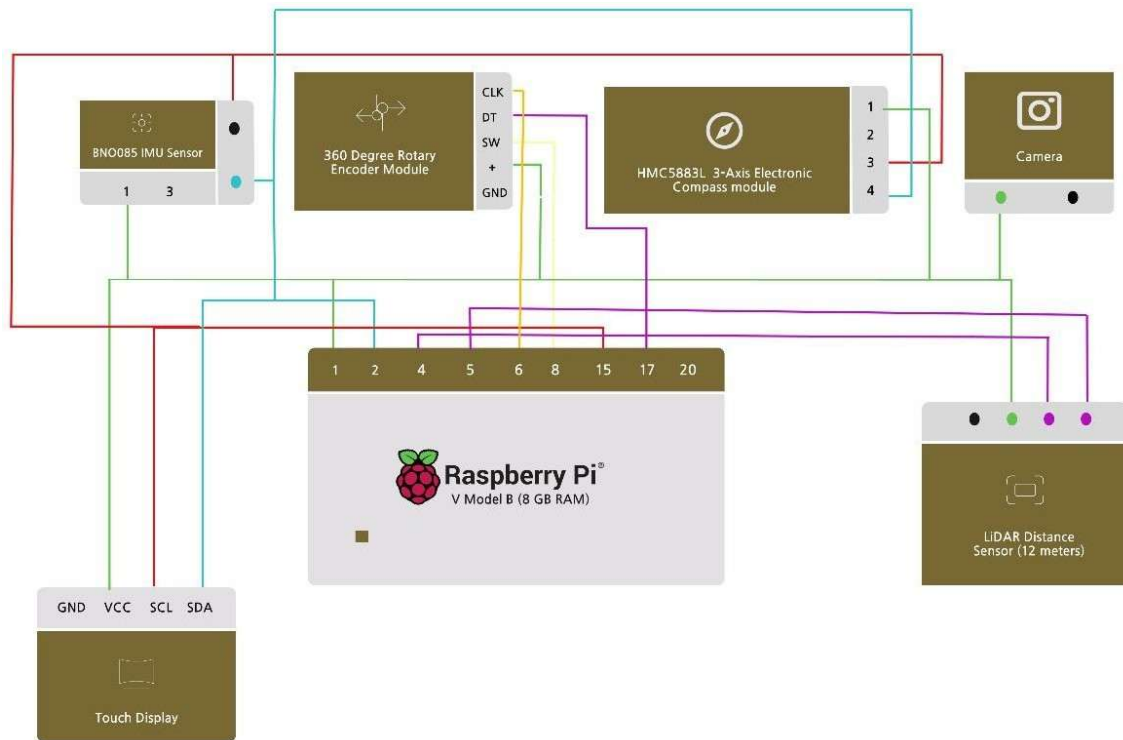 BNO085 IMU Sensor
1 3
360 Degree Rotary
Encoder Module
CLK
DT
SW
+
GND
HMC5883L 3-Axis Electronic
Compass module
1
2
3
4
Camera
1 2 4 5 6 8 15 17 20
Raspberry Pi®
V Model B (8 GB RAM)
LiDAR Distance
Sensor (12 meters)
GND VCC SCL SDA
Touch Display